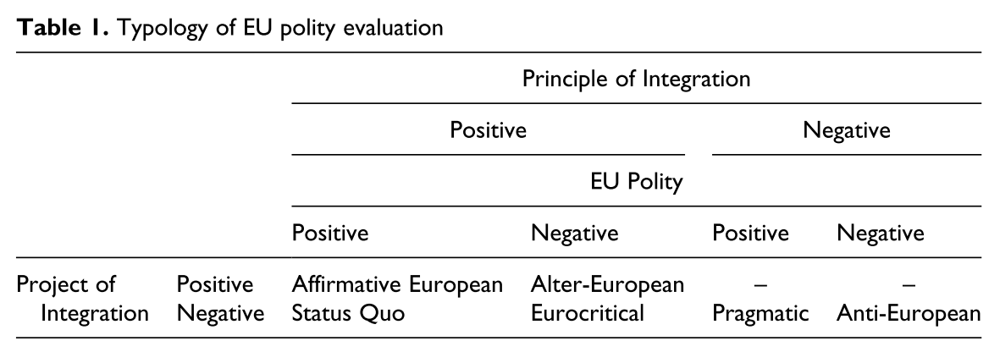 Table 1. Typology of EU polity evaluation
Principle of Integration
Positive Negative
EU Polity
Positive Negative Positive Negative
Project of Positive Affirmative European Alter-European – –
Integration Negative Status Quo Eurocritical Pragmatic Anti-European